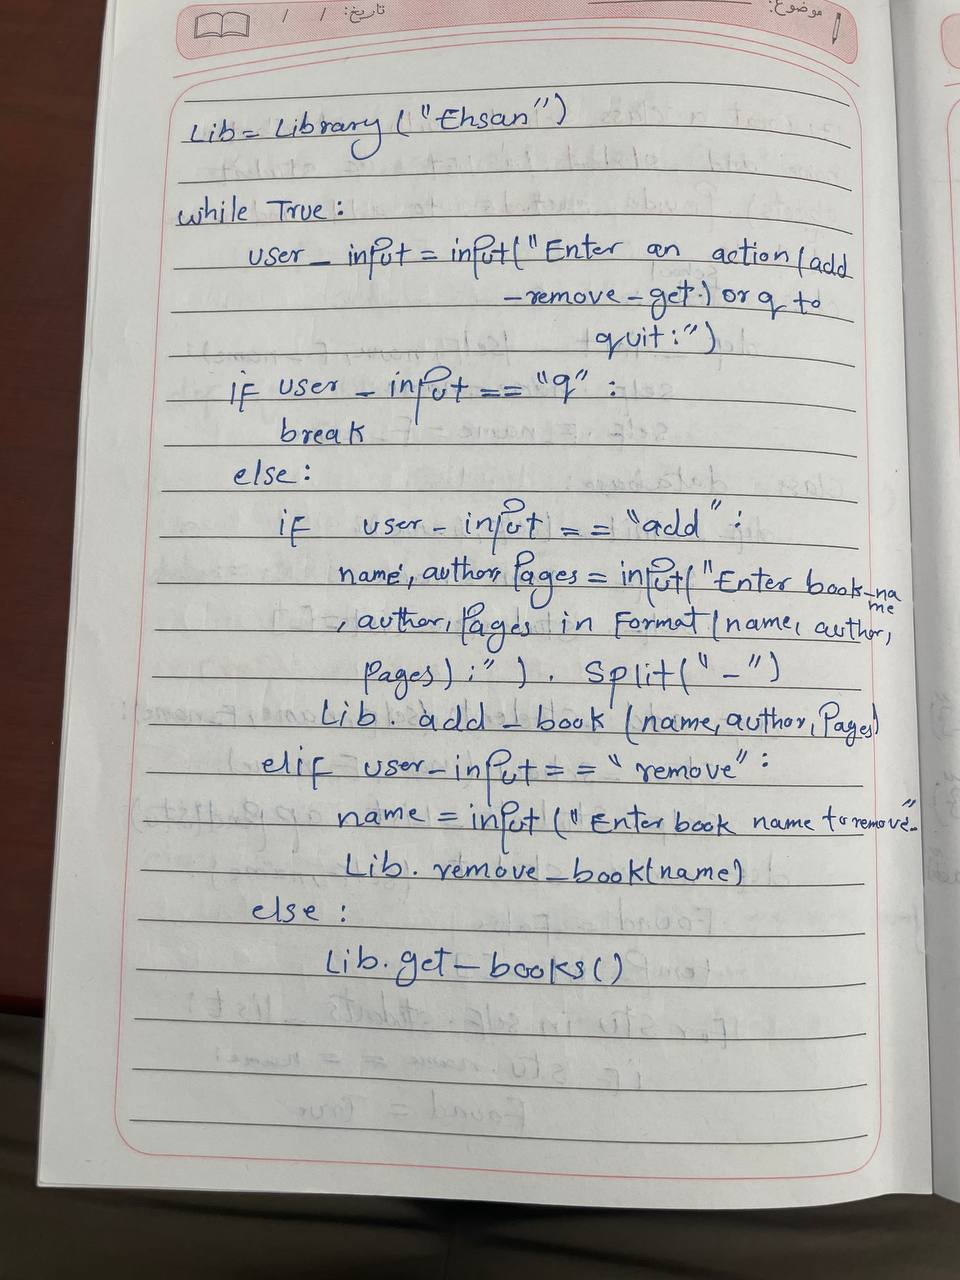 موضوع:
تاریخ: / /
Lib = Library ("Ehsan")
while True :
user_input = input("Enter an action (add
-remove-get) or q to
quit :")
if user_input == "q" :
break
else :
if user_input == "add" :
name, author, Pages = input("Enter book-na
me
, author, Pages in Format (name, author,
Pages) :") . Split("-")
Lib add_book (name, author, Pages)
elif user_input == "remove" :
name = input ("Enter book name to remove"
Lib. remove_book(name)
else :
Lib.get_books()